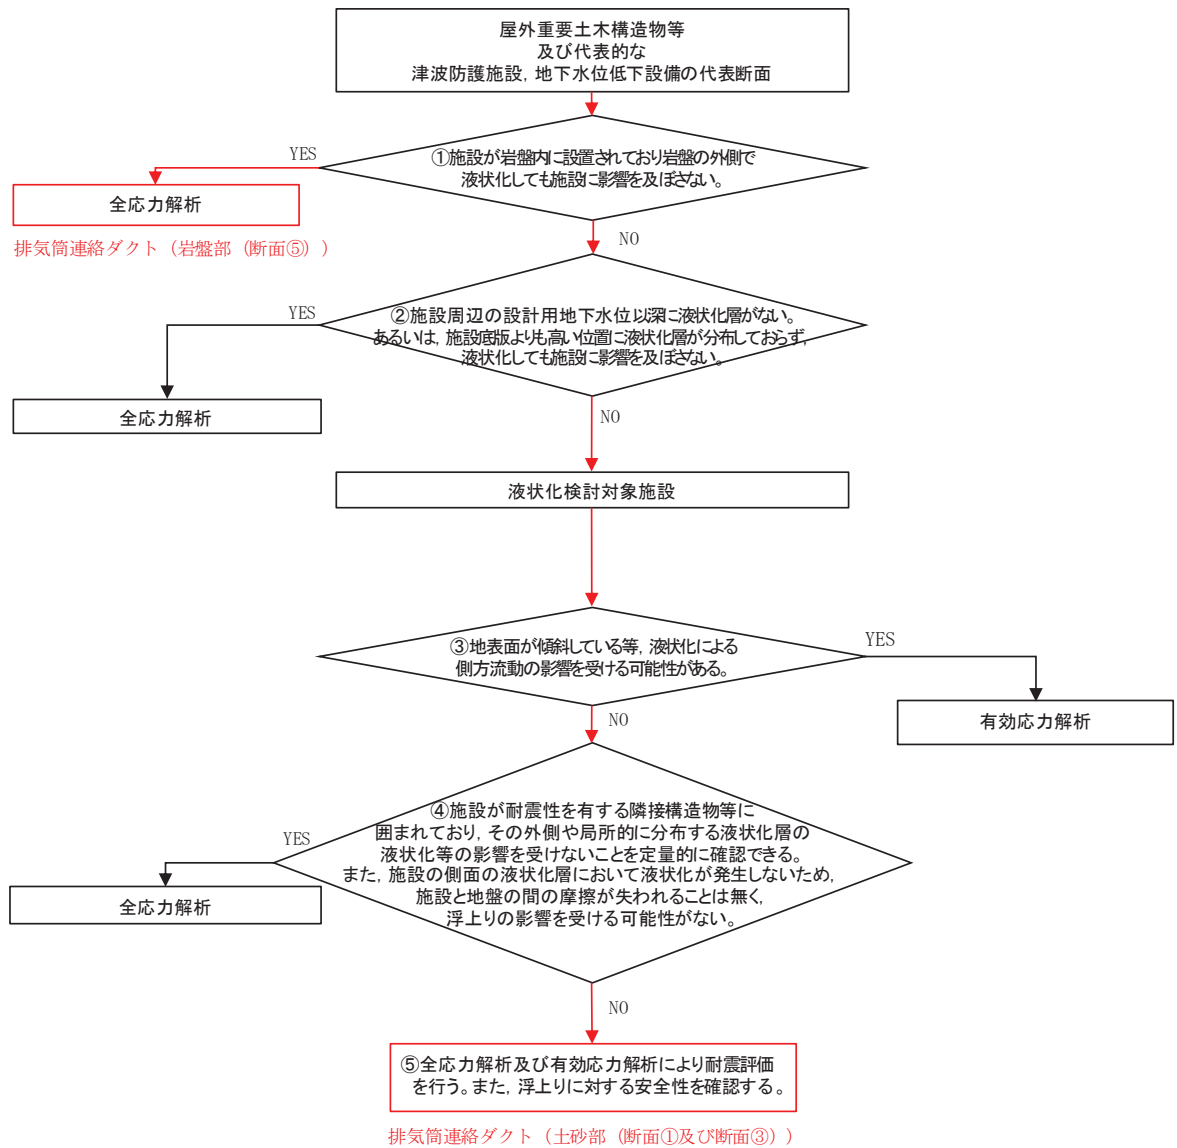 屋外重要土木構造物等
及び代表的な
津波防護施設，地下水位低下設備の代表断面
YES
①施設が岩盤内に設置されており岩盤の外側で
液状化しても施設に影響を及ぼさない。
全応力解析
排気筒連絡ダクト（岩盤部（断面⑤））
NO
YES
②施設周辺の設計用地下水位以深に液状化層がない。
あるいは，施設底版よりも高い位置に液状化層が分布しておらず，
液状化しても施設に影響を及ぼさない。
全応力解析
NO
液状化検討対象施設
③地表面が傾斜している等，液状化による
側方流動の影響を受ける可能性がある。
YES
有効応力解析
NO
④施設が耐震性を有する隣接構造物等に
囲まれており，その外側や局所的に分布する液状化層の
液状化等の影響を受けないことを定量的に確認できる。
また，施設の側面の液状化層において液状化が発生しないため，
施設と地盤の間の摩擦が失われることは無く，
浮上りの影響を受ける可能性がない。
YES
全応力解析
NO
⑤全応力解析及び有効応力解析により耐震評価
を行う。また，浮上りに対する安全性を確認する。
排気筒連絡ダクト（土砂部（断面①及び断面③））